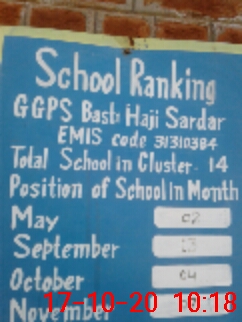 School Ranking
GGPS Basti Haji Sardar
EMIS code 31310384
Total School in Cluster. 14
Position of School in Month
May 02
September 13
October 04
November
17-10-20 10:18